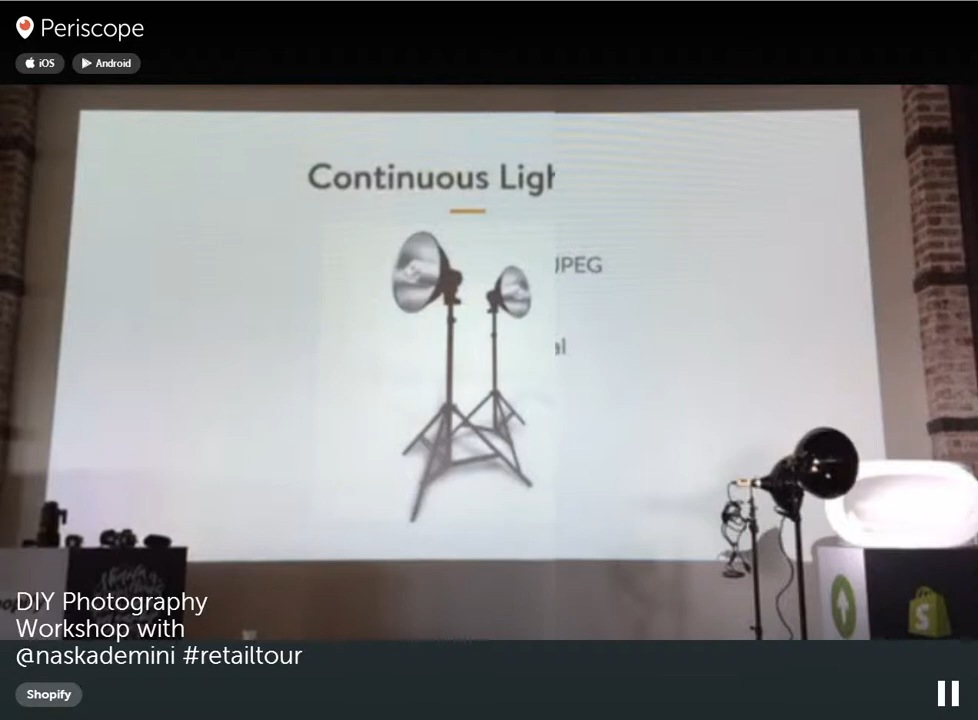 Periscope
iOS
Android
Continuous Ligh
JPEG
al
DIY Photography
Workshop with
@naskademini #retailtour
Shopify